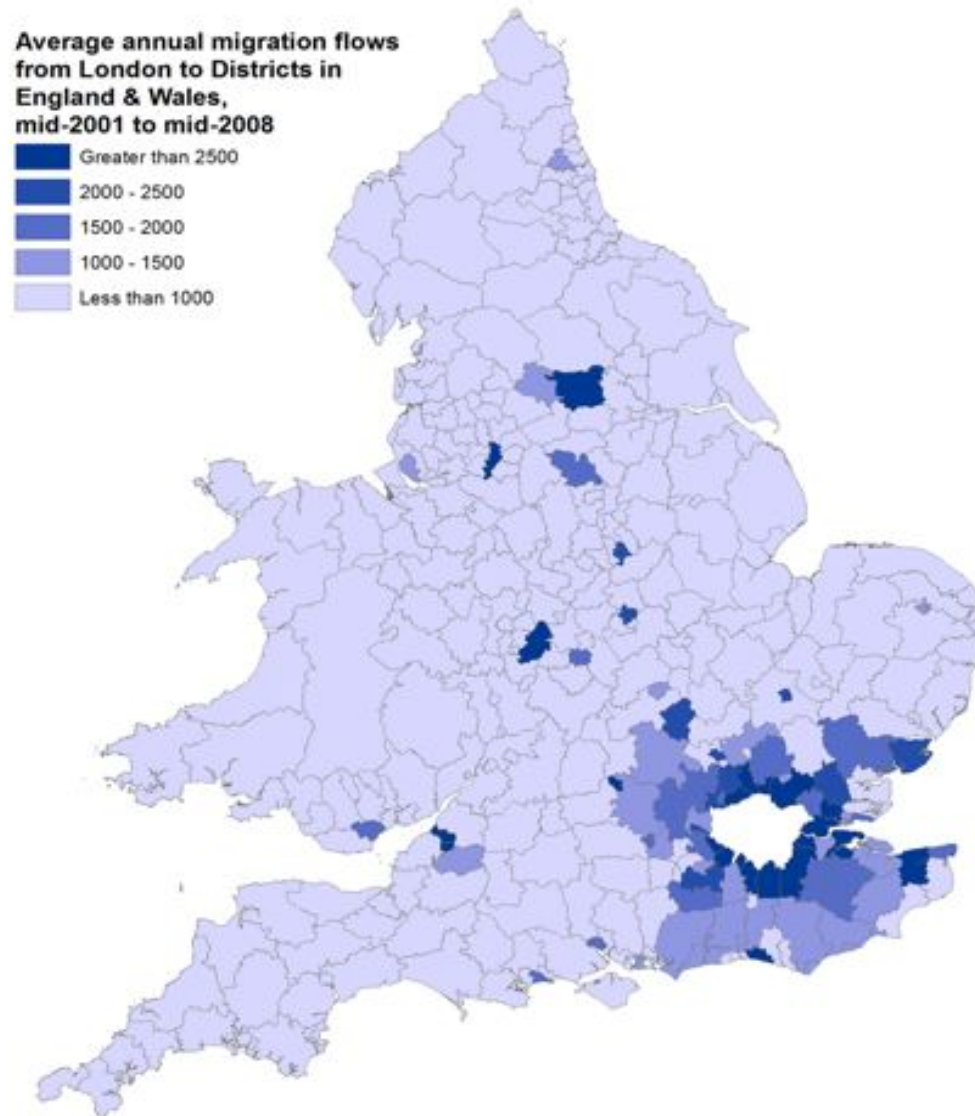 Average annual migration flows
from London to Districts in
England & Wales,
mid-2001 to mid-2008
Greater than 2500
2000 - 2500
1500 - 2000
1000 - 1500
Less than 1000